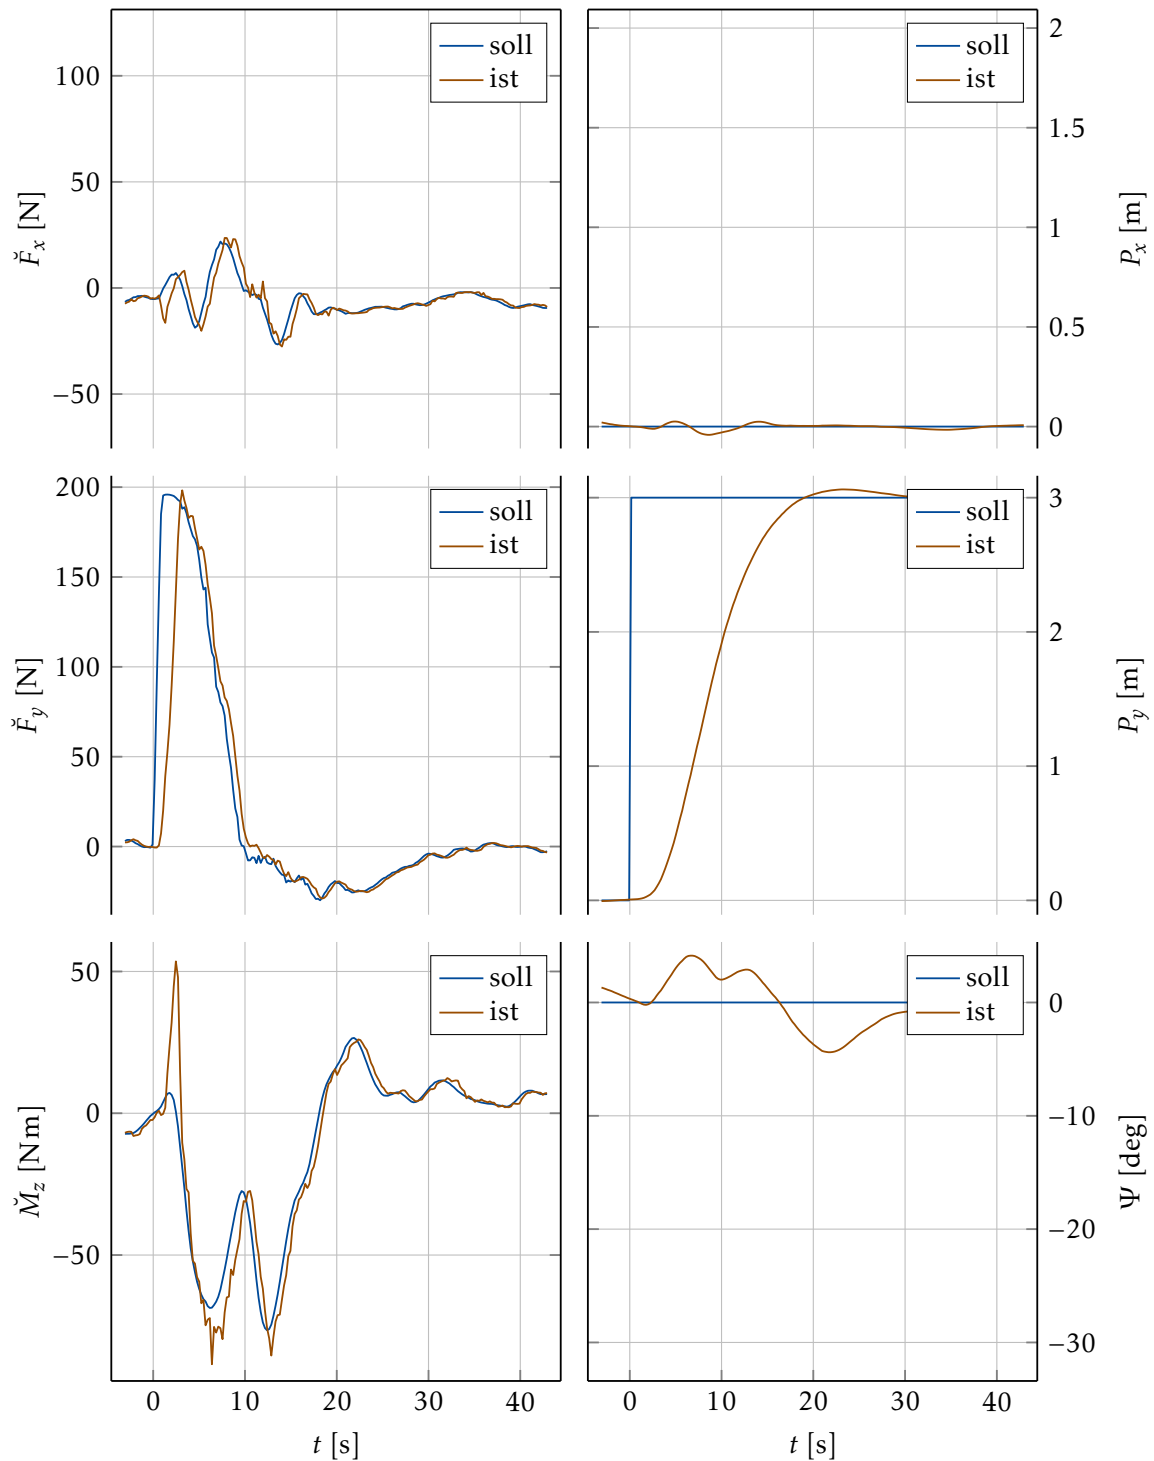 soll
ist
100
50
0
−50
F̆x [N]
soll
ist
2
1.5
1
0.5
0
Px [m]
soll
ist
200
150
100
50
0
F̆y [N]
soll
ist
3
2
1
0
Py [m]
soll
ist
50
0
−50
M̆z [Nm]
0 10 20 30 40
t [s]
soll
ist
0
−10
−20
−30
Ψ [deg]
0 10 20 30 40
t [s]